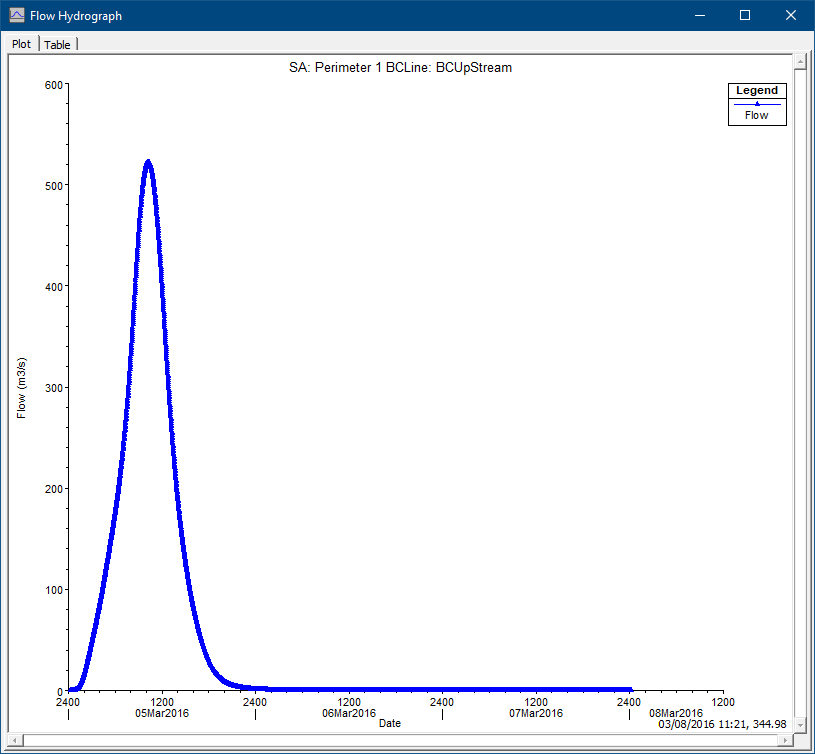 Flow Hydrograph
Plot Table
SA: Perimeter 1 BCLine: BCUpStream
Legend
Flow
600
500
400
300
200
100
0
Flow (m3/s)
2400 1200 2400 1200 2400 1200 2400 1200
05Mar2016 06Mar2016 07Mar2016 08Mar2016
Date
03/08/2016 11:21, 344.98